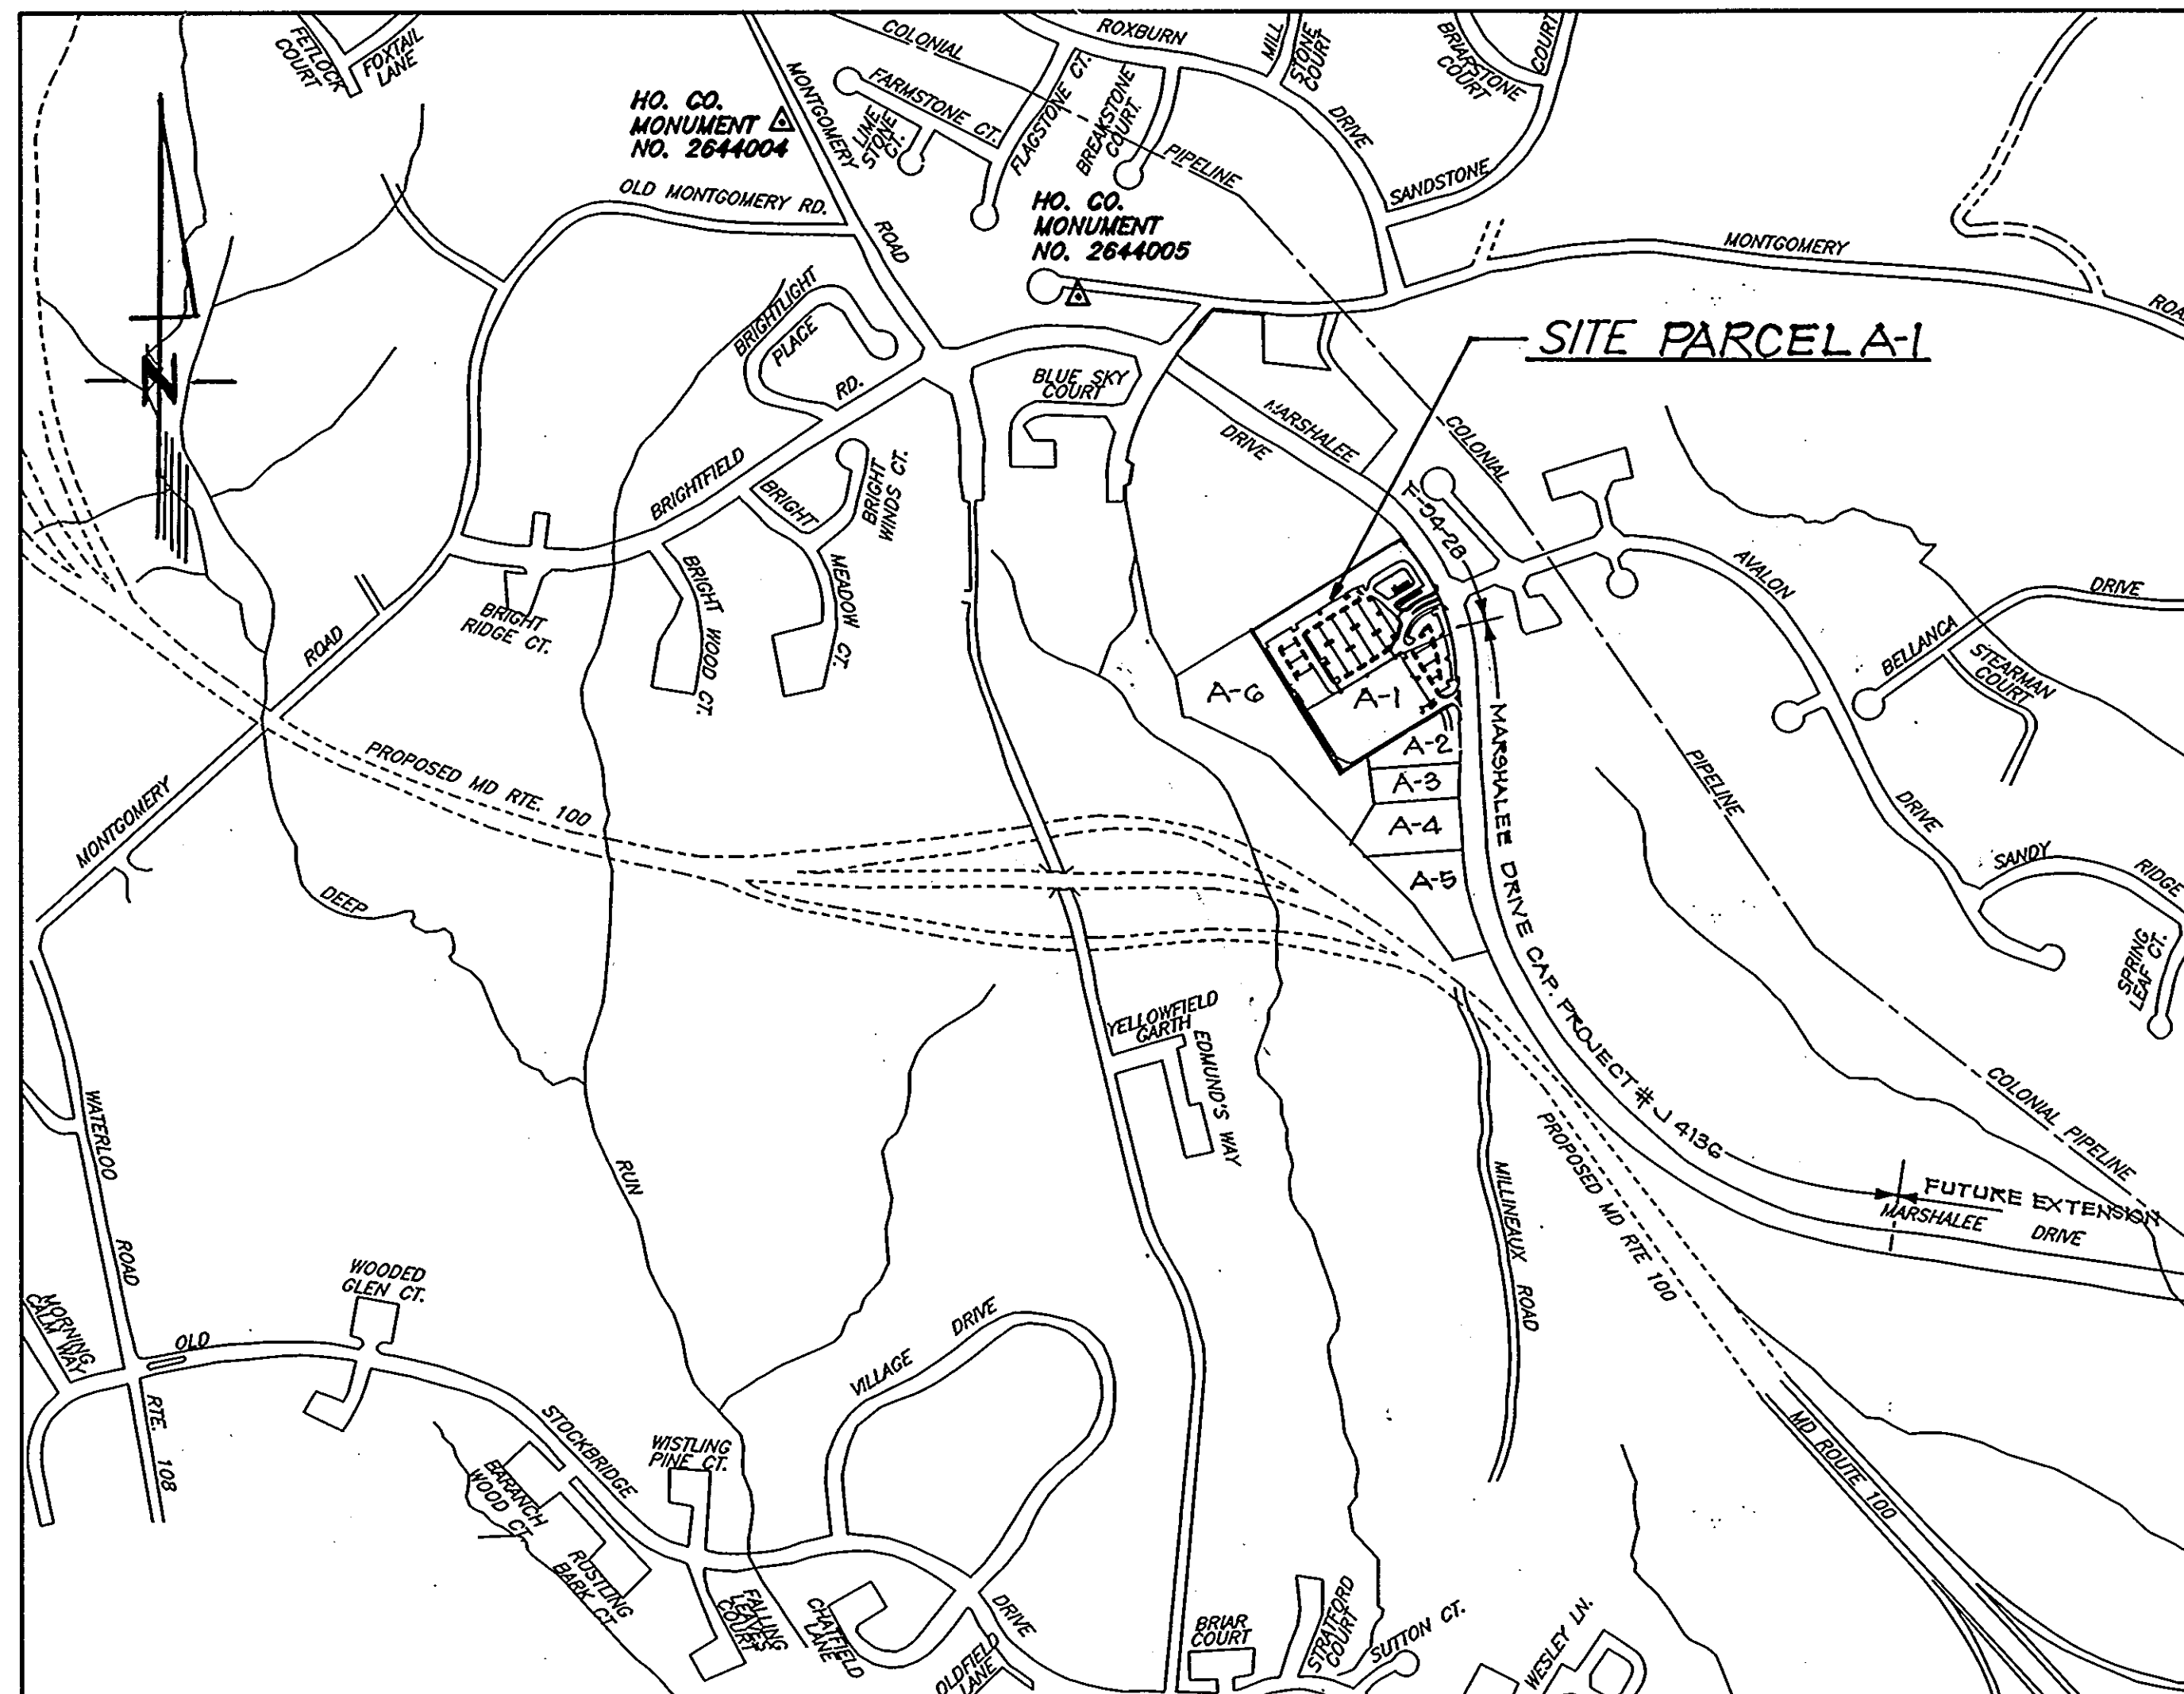 FETLOCK
COURT
FOXTAIL
LANE
COLONIAL
ROXBURN
MILL
STONE
COURT
BRIARSTONE
COURT
COURT
MONTGOMERY
FARMSTONE CT.
LIME
STONE
CT.
FLAGSTONE CT.
BREAKSTONE
COURT
PIPELINE
DRIVE
SANDSTONE
HO. CO.
MONUMENT
NO. 2644004
OLD MONTGOMERY RD.
ROAD
HO. CO.
MONUMENT
NO. 2644005
MONTGOMERY
ROAD
SITE PARCEL A-1
N
BRIGHTLIGHT
PLACE
RD.
BLUE SKY
COURT
MARSHALEE
DRIVE
COLONIAL
BRIGHTFIELD
BRIGHT
BRIGHT
WINDS CT.
F-94-28
AVALON
DRIVE
BELLANCA
STEARMAN
COURT
BRIGHT
RIDGE CT.
BRIGHT WOOD CT.
MEADOW CT.
ROAD
A-6
A-1
A-2
A-3
A-4
A-5
MARSHALEE DRIVE CAP. PROJECT # J 4136
PIPELINE
DRIVE
SANDY
RIDGE
SPRING
LEAF CT.
PROPOSED MD RTE. 100
MONTGOMERY
DEEP
YELLOWFIELD
GARTH
EDMUND'S WAY
COLONIAL PIPELINE
WATERLOO
ROAD
RUN
MILLINEAUX
ROAD
PROPOSED MD RTE 100
FUTURE EXTENSION
MARSHALEE DRIVE
WOODED
GLEN CT.
MORNING
CALM WAY
OLD
RTE. 108
VILLAGE
DRIVE
STOCKBRIDGE
WISTLING
PINE CT.
BARANCH
WOOD CT.
RUSTLING
BARK CT.
FALLING
LEAVES
COURT
CHATFIELD
LANE
DRIVE
OLDFIELD
LANE
BRIAR
COURT
STRATFORD
COURT
SUTTON CT.
WESLEY LN.
MD ROUTE 100